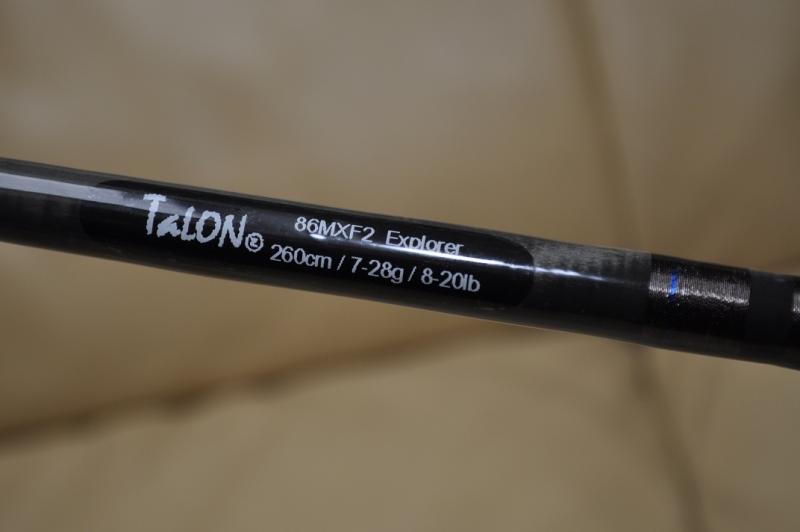 TaLON®
86MXF2 Explorer
260cm / 7-28g / 8-20lb